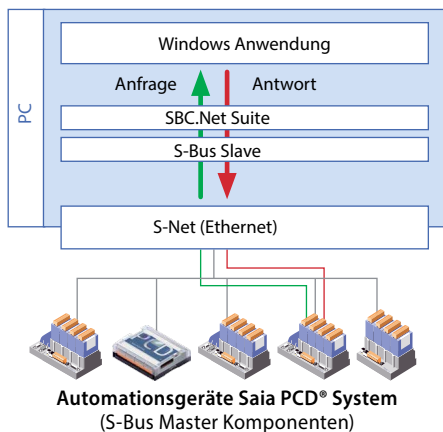 PC
Windows Anwendung
Anfrage
Antwort
SBC.Net Suite
S-Bus Slave
S-Net (Ethernet)
PCD
Automationsgeräte Saia PCD® System
(S-Bus Master Komponenten)